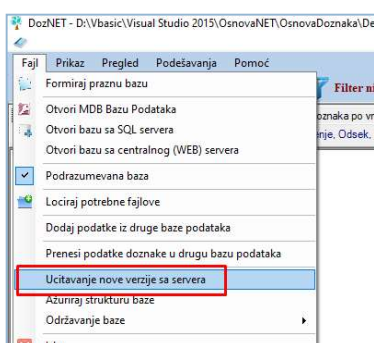 DozNET - D:\Vbasic\Visual Studio 2015\OsnovaNET\OsnovaDoznaka\De
Fajl Prikaz Pregled Podešavanja Pomoć
Formiraj praznu bazu
Filter ni
Otvori MDB Bazu Podataka
oznaka po vr
Otvori bazu sa SQL servera
enje, Odsek,
Otvori bazu sa centralnog (WEB) servera
Podrazumevana baza
Lociraj potrebne fajlove
Dodaj podatke iz druge baze podataka
Prenesi podatke doznake u drugu bazu podataka
Ucitavanje nove verzije sa servera
Ažuriraj strukturu baze
Održavanje baze